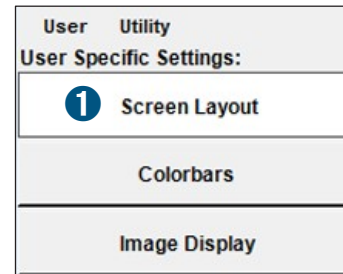 User Utility
User Specific Settings:
1 Screen Layout
Colorbars
Image Display